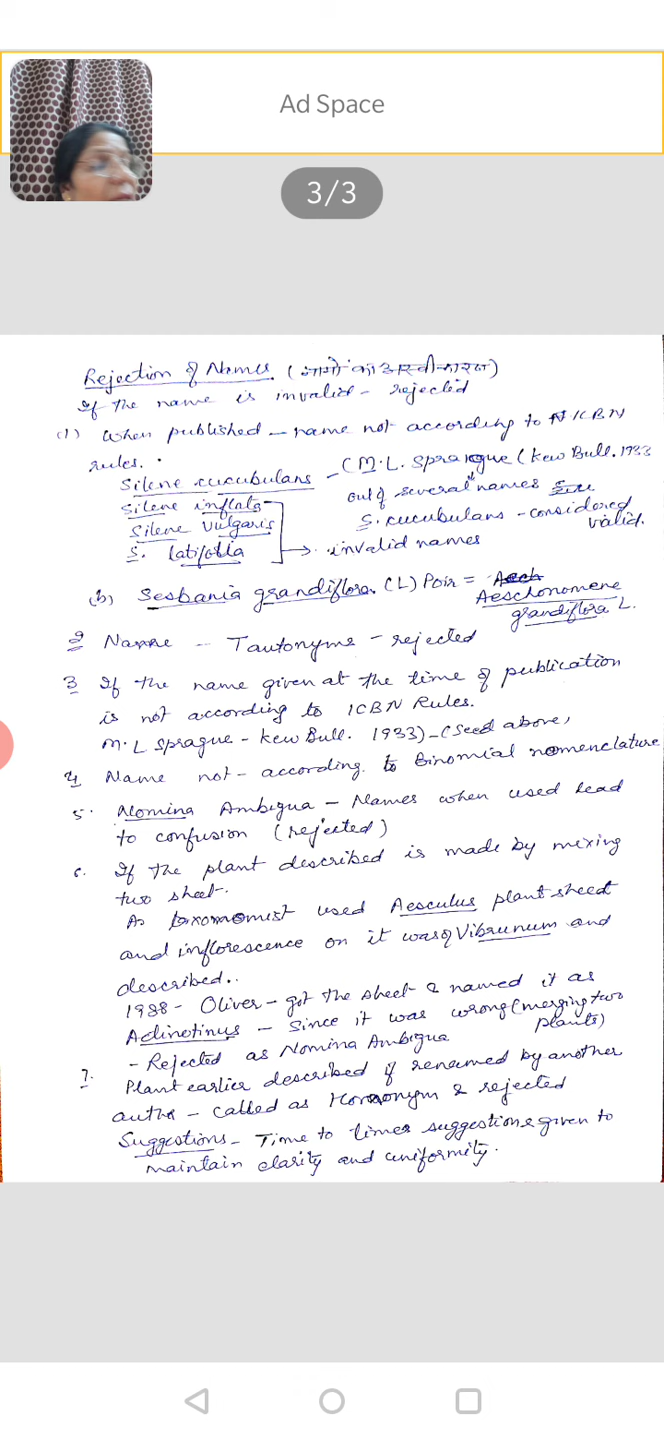 Ad Space
3/3
Rejection of Names. (नामों का अस्वीकारण)
If the name is invalid - rejected
(1) When published - name not according to ICBN
rules.
Silene cucubulans - (M.L. Sprague (Kew Bull. 1933
Silene inflata
out of several names
Silene vulgaris
S. cucubulans - considered valid.
S. latifolia → invalid names
(b) Sesbania grandiflora. (L) Poir =
Aeschonomene
grandiflora L.
2 Name - Tautonyms - rejected
3 If the name given at the time of publication
is not according to ICBN Rules.
M.L Sprague - Kew Bull. 1933) - (Seed above,
4 Name not - according to Binomial nomenclature
5. Nomina Ambigua - Names when used lead
to confusion (rejected)
6. If the plant described is made by mixing
two sheet.
A taxonomist used Aesculus plant sheet
and inflorescence on it was of Vibrunum and
described..
1988 - Oliver - got the sheet & named it as
Actinotinus - Since it was wrong (merging two
plants)
- Rejected as Nomina Ambigua
7. Plant earlier described if renamed by another
author - called as Homonym & rejected
Suggestions - Time to times suggestions given to
maintain clarity and uniformity.